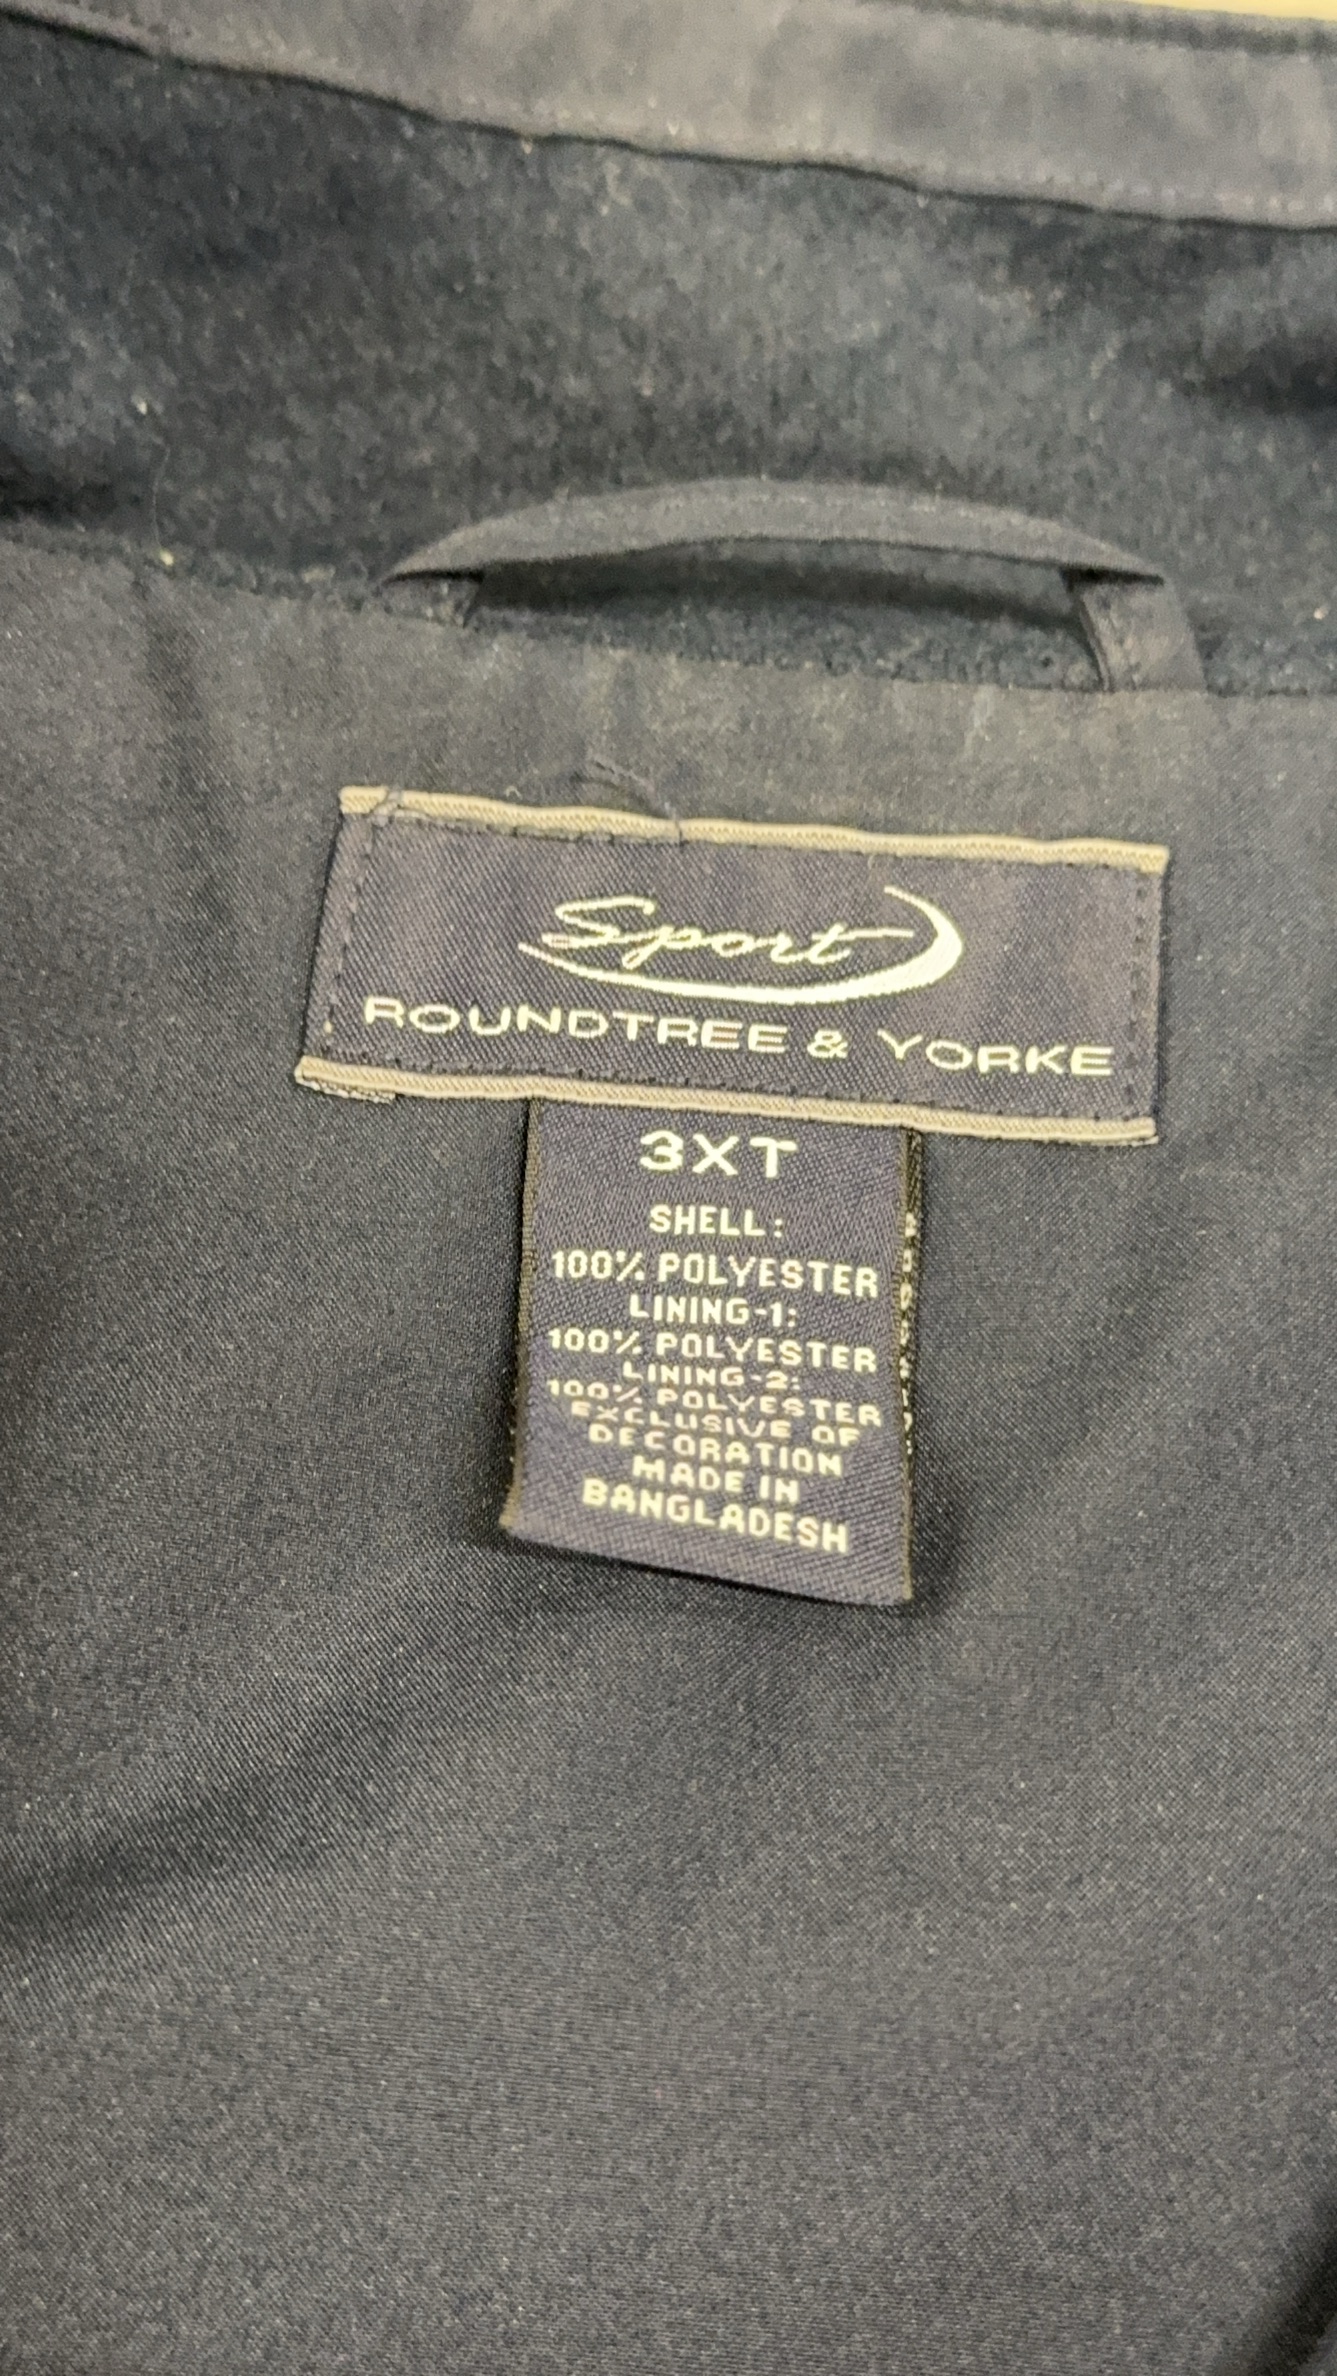 Sport
ROUNDTREE & YORKE
3XT
SHELL:
100% POLYESTER
LINING-1:
100% POLYESTER
LINING-2:
100% POLYESTER
EXCLUSIVE OF
DECORATION
MADE IN
BANGLADESH